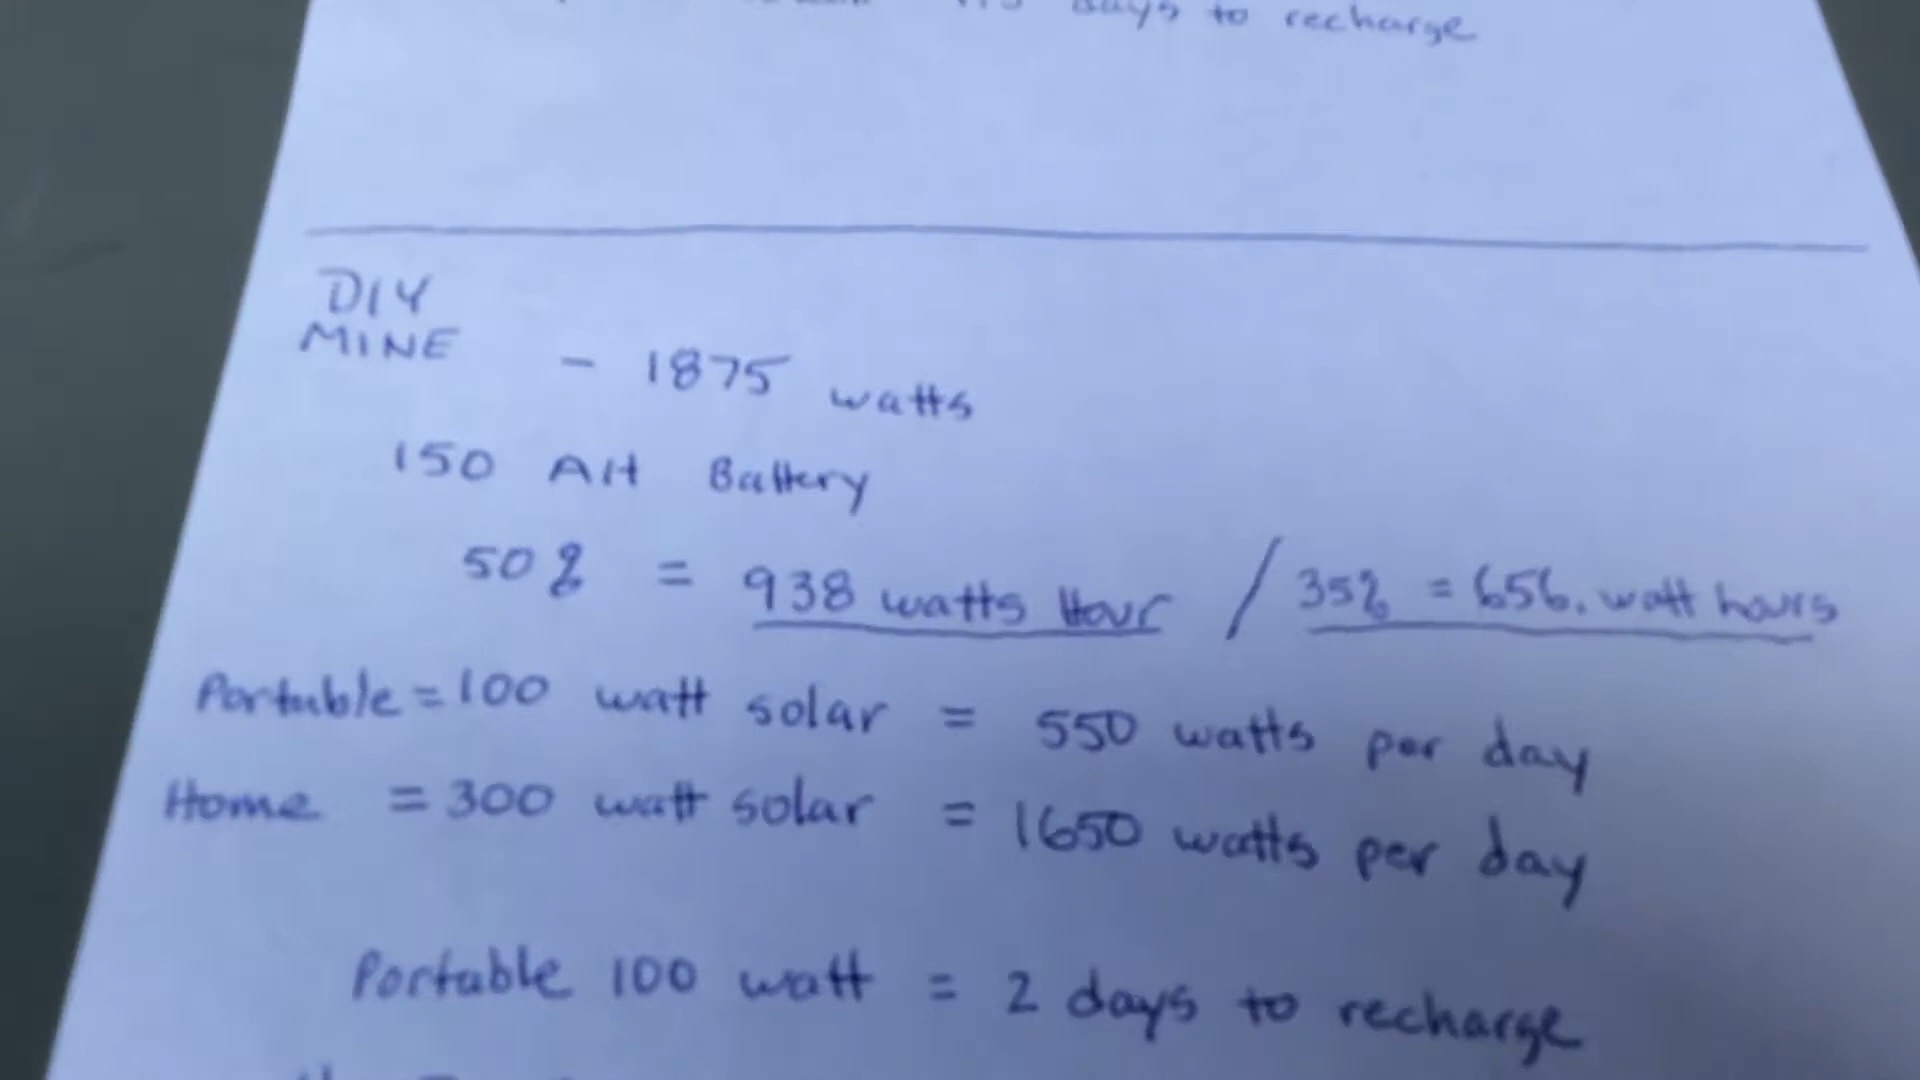 days to recharge
DIY
MINE - 1875 watts
150 AH Battery
50% = 938 watts Hour / 35% = 656. watt hours
Portable = 100 watt solar = 550 watts per day
Home = 300 watt solar = 1650 watts per day
Portable 100 watt = 2 days to recharge